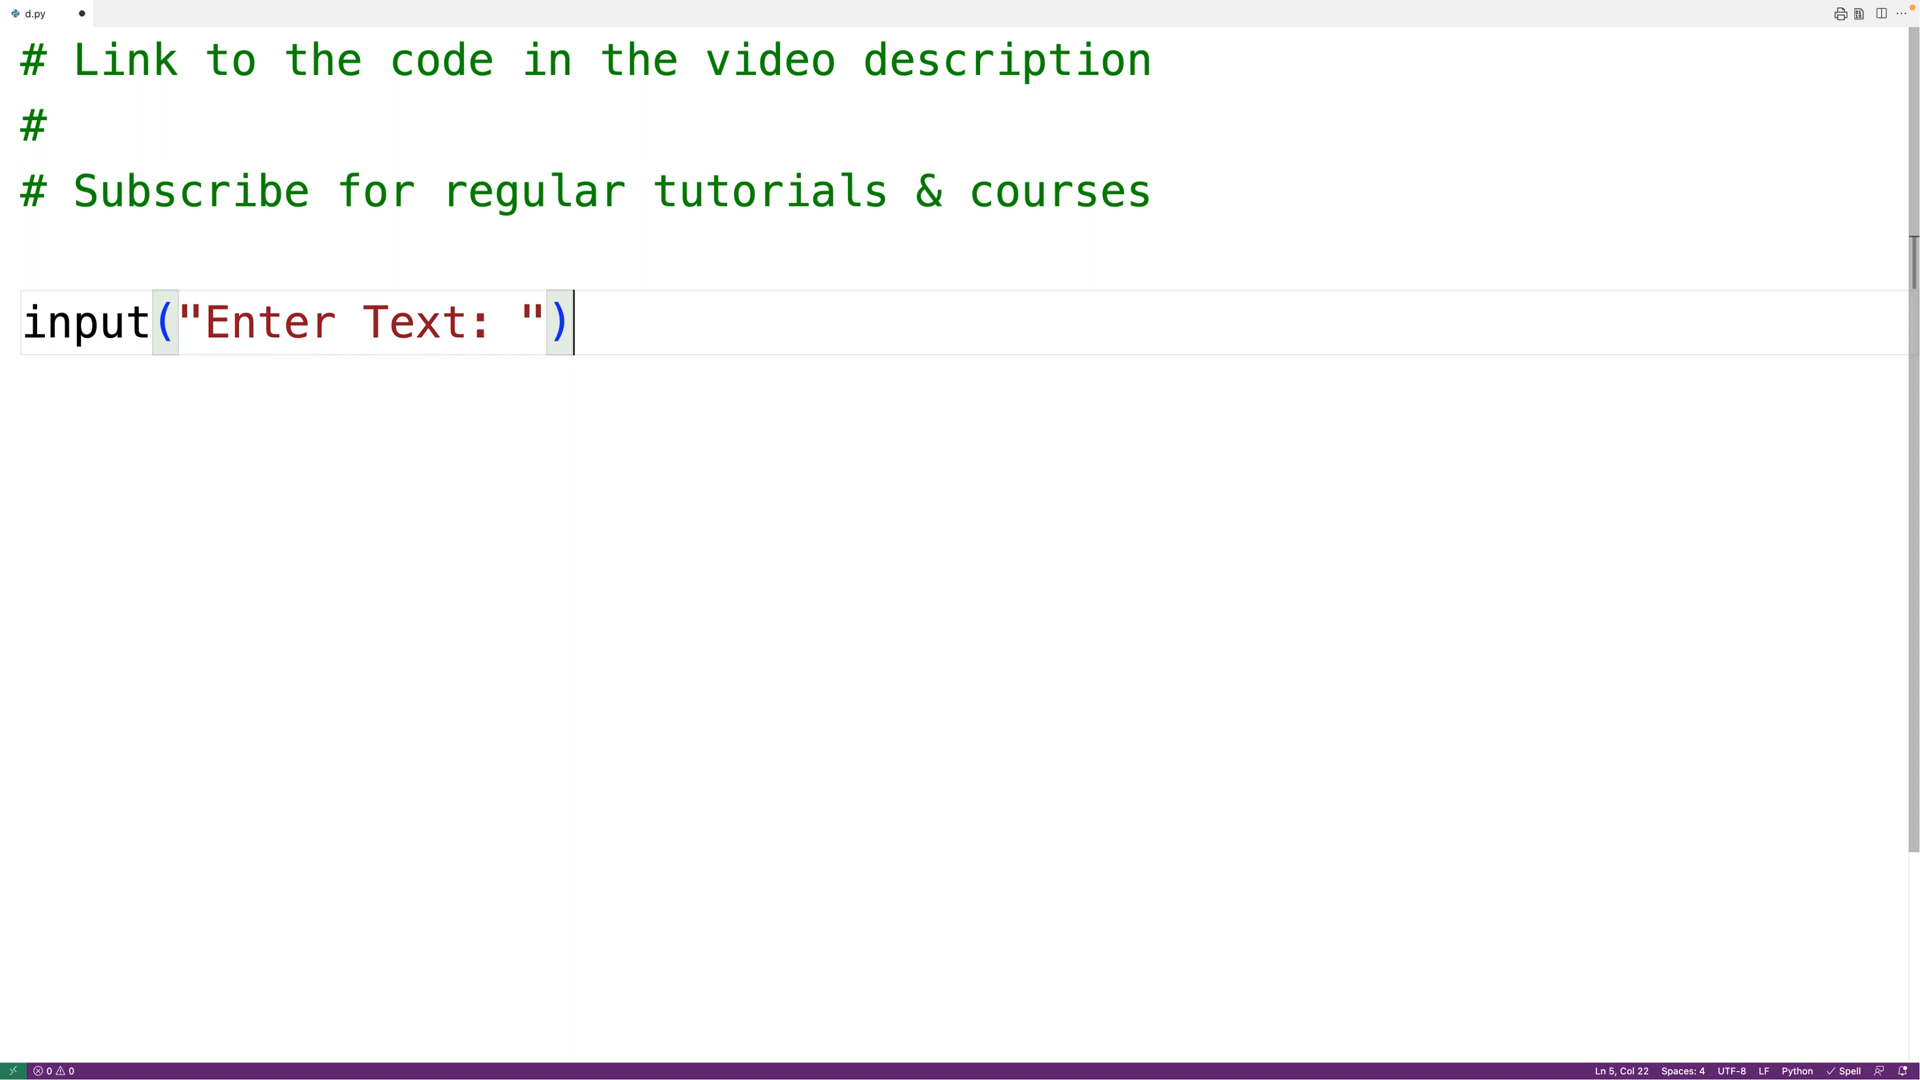 d.py
# Link to the code in the video description
#
# Subscribe for regular tutorials & courses
input("Enter Text: ")
0 0 Ln 5, Col 22 Spaces: 4 UTF-8 LF Python Spell